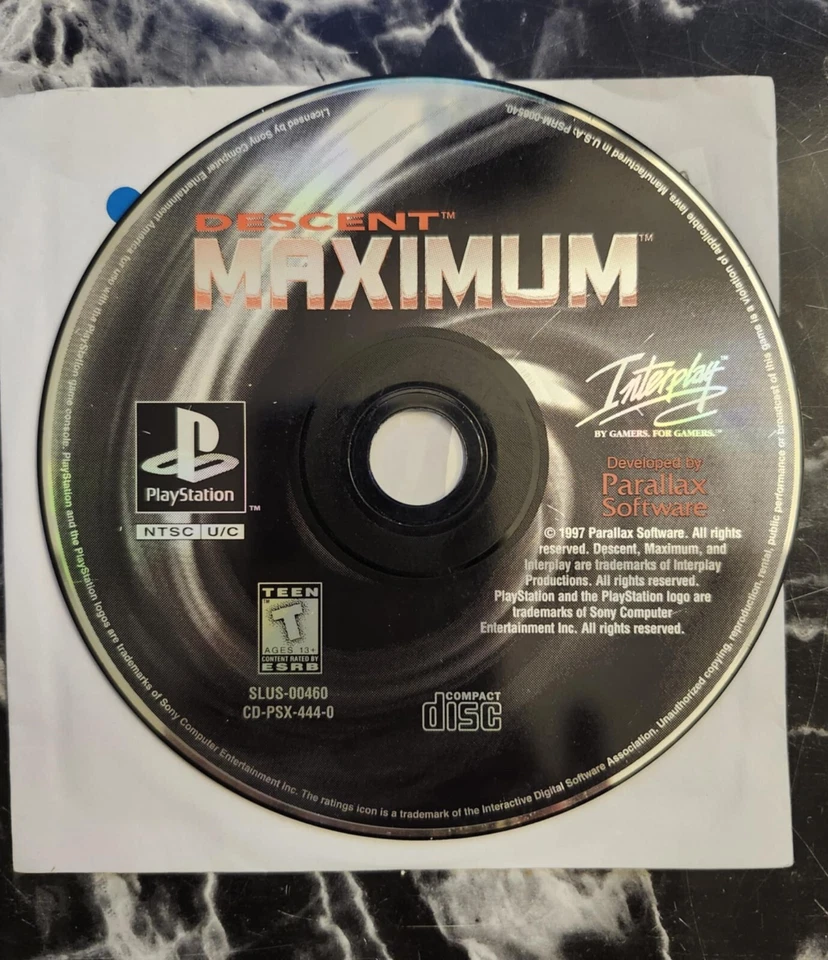 DESCENT™
MAXIMUM™
Interplay™
BY GAMERS. FOR GAMERS.™
Developed by
Parallax
Software
PlayStation™
NTSC U/C
© 1997 Parallax Software. All rights
reserved. Descent, Maximum, and
Interplay are trademarks of Interplay
Productions. All rights reserved.
PlayStation and the PlayStation logo are
trademarks of Sony Computer
Entertainment Inc. All rights reserved.
TEEN
T
AGES 13+
CONTENT RATED BY
ESRB
SLUS-00460
CD-PSX-444-0
COMPACT
disc
Licensed by Sony Computer Entertainment America for use with the PlayStation game console. PlayStation and the PlayStation logos are trademarks of Sony Computer Entertainment Inc. The ratings icon is a trademark of the Interactive Digital Software Association. Unauthorized copying, reproduction, rental, public performance or broadcast of this game is a violation of applicable laws. Manufactured in U.S.A. PSRM-006540.